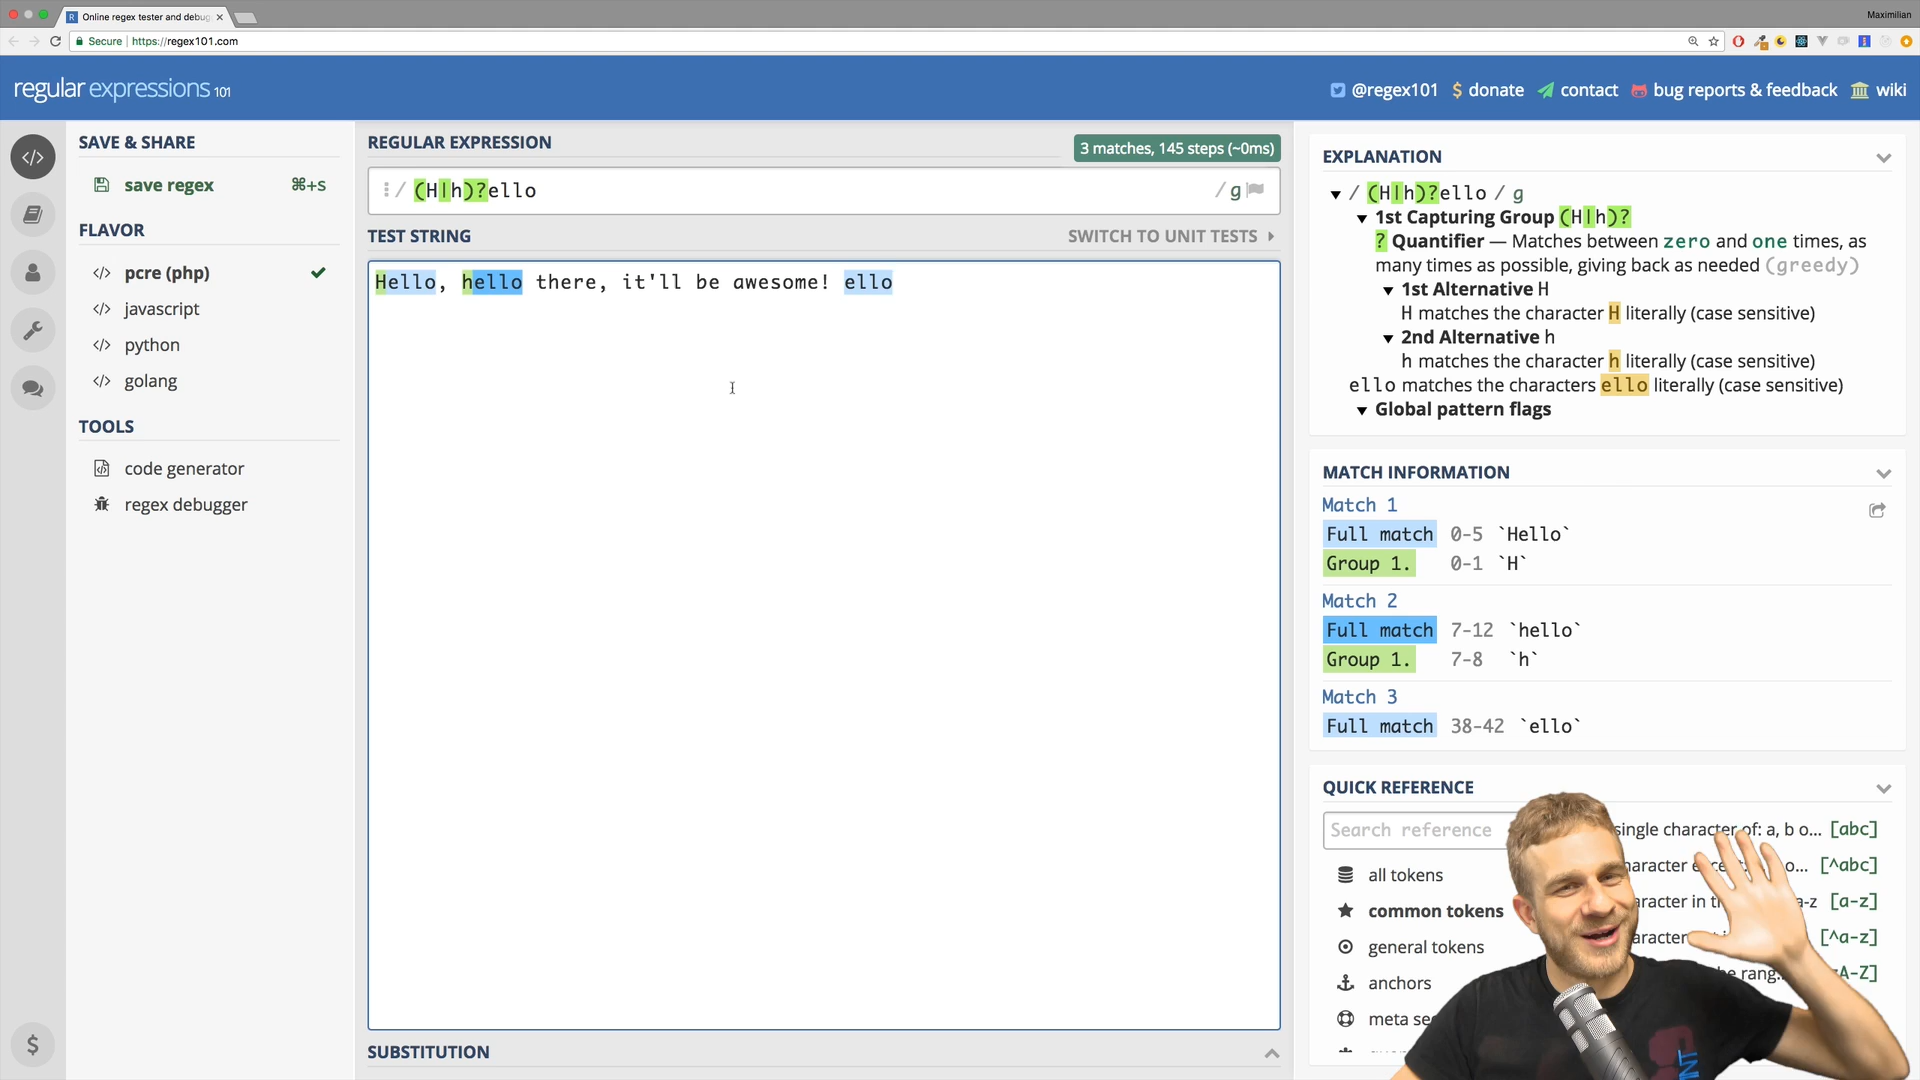 Online regex tester and debug
Maximilian
Secure | https://regex101.com
regular expressions 101
@regex101 $ donate contact bug reports & feedback wiki
SAVE & SHARE
save regex ⌘+S
FLAVOR
</> pcre (php)
</> javascript
</> python
</> golang
TOOLS
code generator
regex debugger
$
REGULAR EXPRESSION
3 matches, 145 steps (~0ms)
/ (H|h)?ello / g
TEST STRING
SWITCH TO UNIT TESTS
Hello, hello there, it'll be awesome! ello
SUBSTITUTION
EXPLANATION
/ (H|h)?ello / g
1st Capturing Group (H|h)?
? Quantifier — Matches between zero and one times, as
many times as possible, giving back as needed (greedy)
1st Alternative H
H matches the character H literally (case sensitive)
2nd Alternative h
h matches the character h literally (case sensitive)
ello matches the characters ello literally (case sensitive)
Global pattern flags
MATCH INFORMATION
Match 1
Full match 0-5 `Hello`
Group 1. 0-1 `H`
Match 2
Full match 7-12 `hello`
Group 1. 7-8 `h`
Match 3
Full match 38-42 `ello`
QUICK REFERENCE
Search reference
single character of: a, b o... [abc]
all tokens
[^abc]
common tokens
a-z [a-z]
general tokens
[^a-z]
anchors
rang...
meta